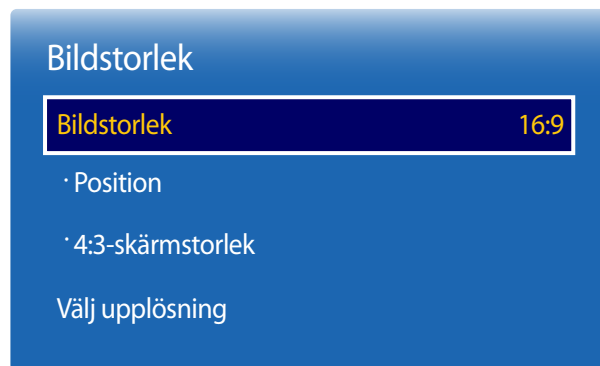 Bildstorlek
Bildstorlek 16:9
· Position
· 4:3-skärmstorlek
Välj upplösning